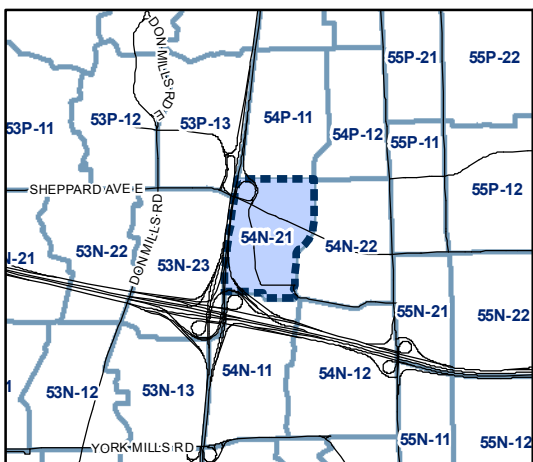 DON MILLS RD E
55P-21
55P-22
53P-11
53P-12
53P-13
54P-11
54P-12
55P-11
SHEPPARD AVE E
55P-12
DON MILLS RD
N-21
53N-22
53N-23
54N-21
54N-22
55N-21
55N-22
1
53N-12
53N-13
54N-11
54N-12
YORK MILLS RD
55N-11
55N-12